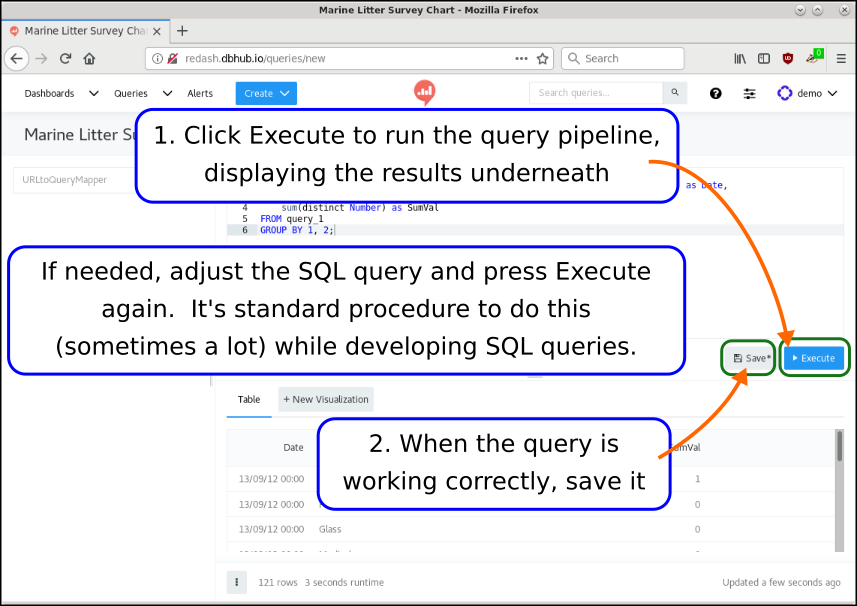 Marine Litter Survey Chart - Mozilla Firefox
Marine Litter Survey Cha
redash.dbhub.io/queries/new
Search
0
Dashboards
Queries
Alerts
Create
Search queries...
demo
Marine Litter Su
1. Click Execute to run the query pipeline,
displaying the results underneath
URLtoQueryMapper
as Date,
4 sum(distinct Number) as SumVal
5 FROM query_1
6 GROUP BY 1, 2;
If needed, adjust the SQL query and press Execute
again. It's standard procedure to do this
(sometimes a lot) while developing SQL queries.
Save*
Execute
Table
+ New Visualization
2. When the query is
working correctly, save it
Date
SumVal
13/09/12 00:00 1
13/09/12 00:00 0
13/09/12 00:00 Glass 0
121 rows 3 seconds runtime
Updated a few seconds ago